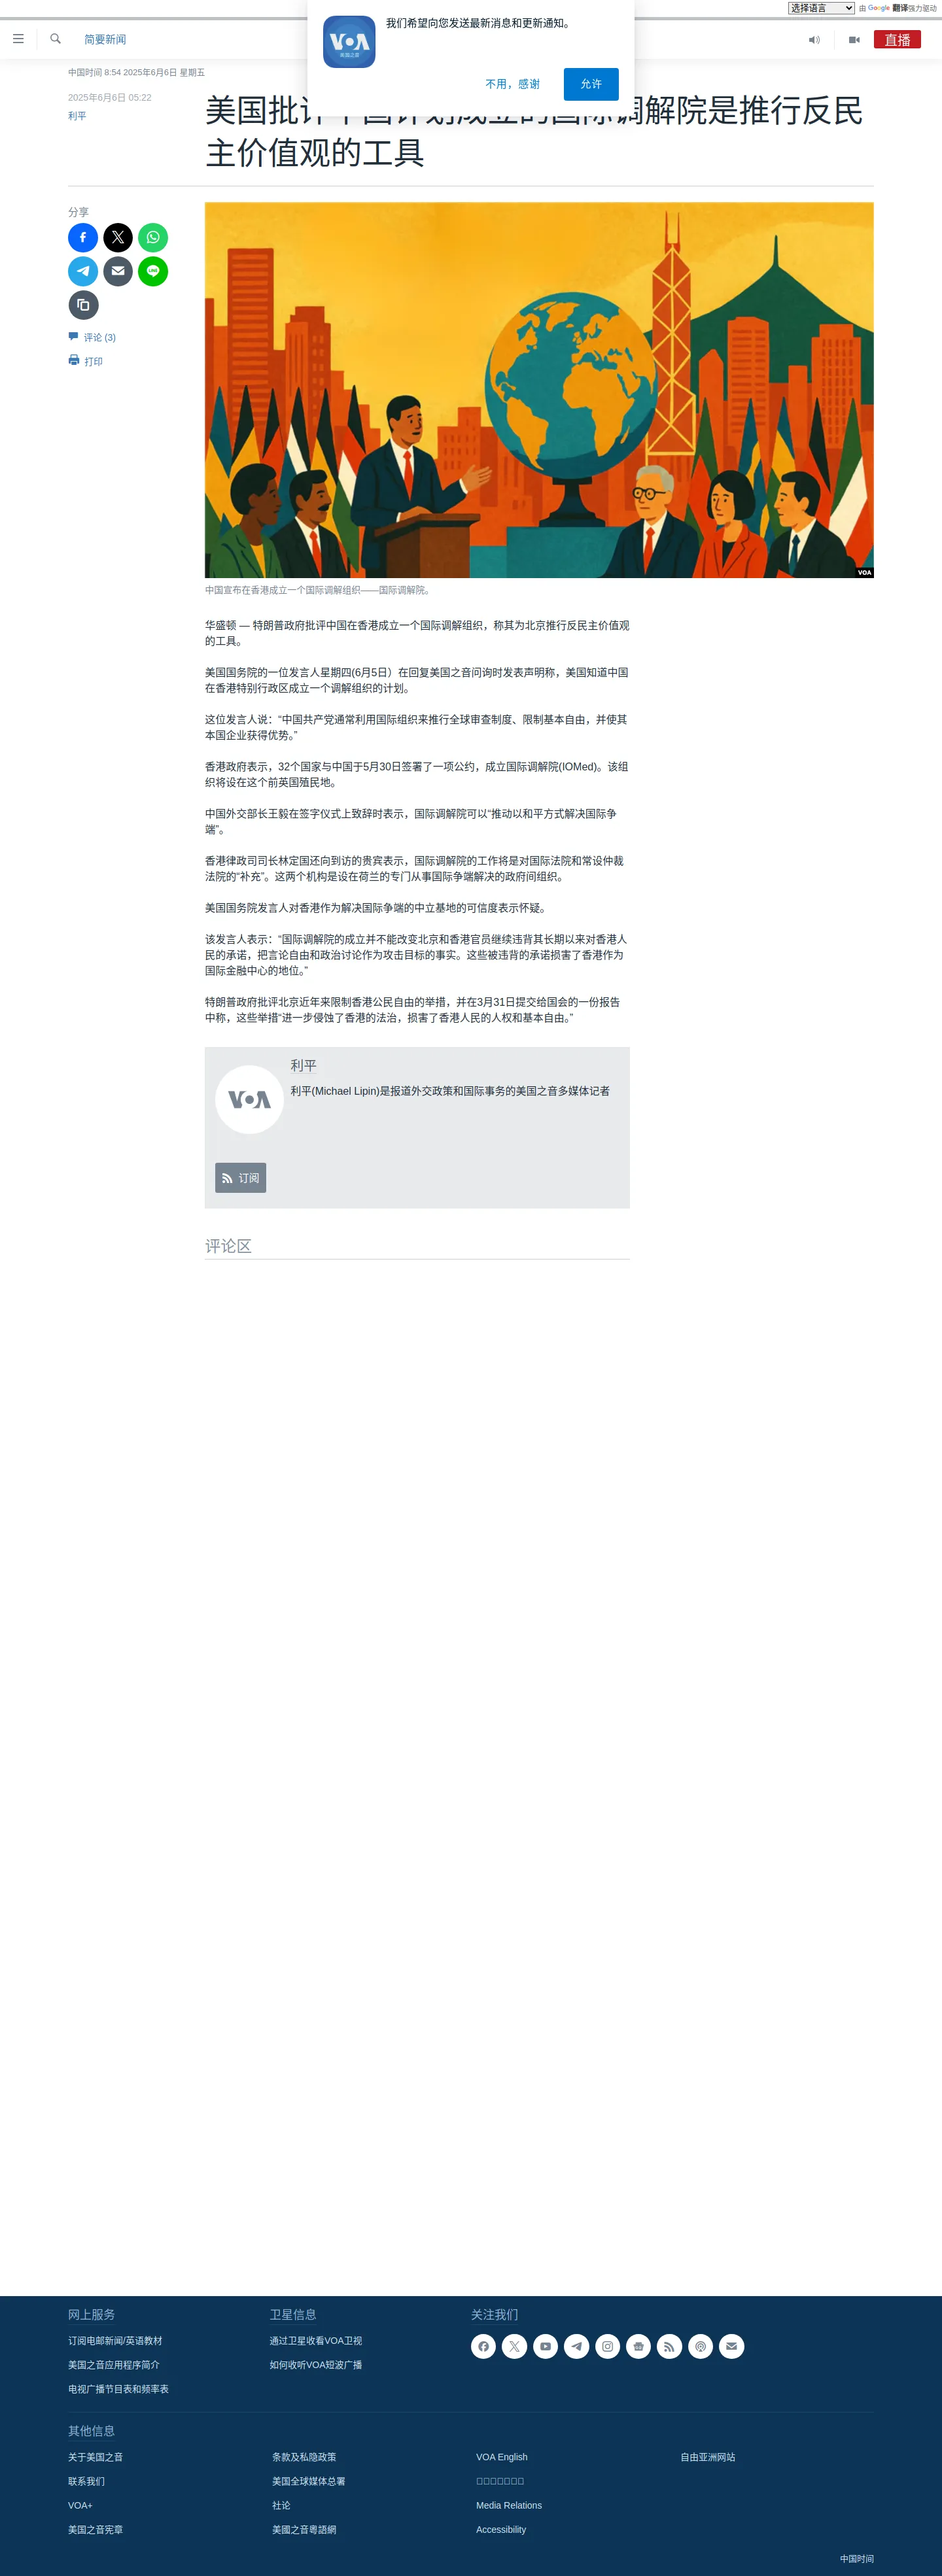 选择语言 由 Google 翻译强力驱动
我们希望向您发送最新消息和更新通知。
VOA
美国之音
不用，感谢
允许
简要新闻
直播
中国时间 8:54 2025年6月6日 星期五
2025年6月6日 05:22
利平
美国批评中国计划成立的国际调解院是推行反民
主价值观的工具
分享
LINE
评论 (3)
打印
VOA
中国宣布在香港成立一个国际调解组织——国际调解院。
华盛顿 — 特朗普政府批评中国在香港成立一个国际调解组织，称其为北京推行反民主价值观
的工具。
美国国务院的一位发言人星期四(6月5日）在回复美国之音问询时发表声明称，美国知道中国
在香港特别行政区成立一个调解组织的计划。
这位发言人说：“中国共产党通常利用国际组织来推行全球审查制度、限制基本自由，并使其
本国企业获得优势。”
香港政府表示，32个国家与中国于5月30日签署了一项公约，成立国际调解院(IOMed)。该组
织将设在这个前英国殖民地。
中国外交部长王毅在签字仪式上致辞时表示，国际调解院可以“推动以和平方式解决国际争
端”。
香港律政司司长林定国还向到访的贵宾表示，国际调解院的工作将是对国际法院和常设仲裁
法院的“补充”。这两个机构是设在荷兰的专门从事国际争端解决的政府间组织。
美国国务院发言人对香港作为解决国际争端的中立基地的可信度表示怀疑。
该发言人表示：“国际调解院的成立并不能改变北京和香港官员继续违背其长期以来对香港人
民的承诺，把言论自由和政治讨论作为攻击目标的事实。这些被违背的承诺损害了香港作为
国际金融中心的地位。”
特朗普政府批评北京近年来限制香港公民自由的举措，并在3月31日提交给国会的一份报告
中称，这些举措“进一步侵蚀了香港的法治，损害了香港人民的人权和基本自由。”
VOA
利平
利平(Michael Lipin)是报道外交政策和国际事务的美国之音多媒体记者
订阅
评论区
网上服务
订阅电邮新闻/英语教材
美国之音应用程序简介
电视广播节目表和频率表
卫星信息
通过卫星收看VOA卫视
如何收听VOA短波广播
关注我们
其他信息
关于美国之音
联系我们
VOA+
美国之音宪章
条款及私隐政策
美国全球媒体总署
社论
美國之音粵語網
VOA English
Media Relations
Accessibility
自由亚洲网站
中国时间